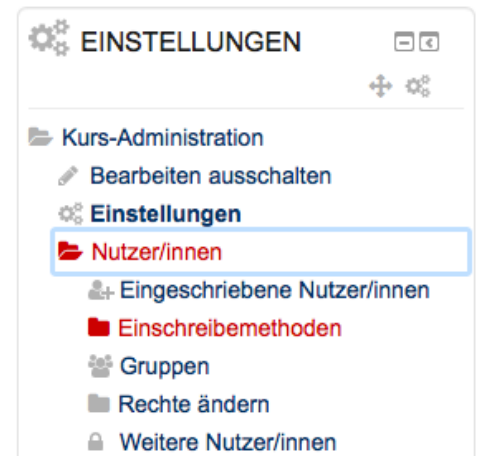 EINSTELLUNGEN
Kurs-Administration
Bearbeiten ausschalten
Einstellungen
Nutzer/innen
Eingeschriebene Nutzer/innen
Einschreibemethoden
Gruppen
Rechte ändern
Weitere Nutzer/innen